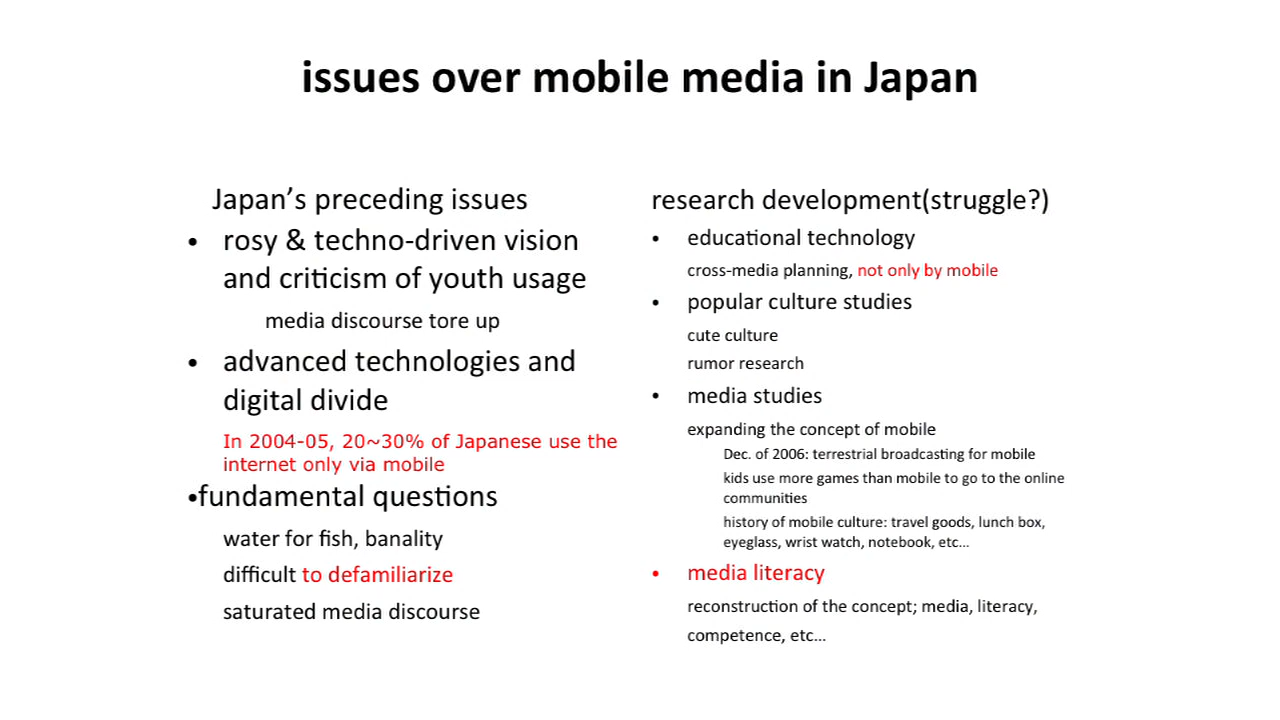 issues over mobile media in Japan
Japan’s preceding issues
• rosy & techno-driven vision
and criticism of youth usage
media discourse tore up
• advanced technologies and
digital divide
In 2004-05, 20~30% of Japanese use the
internet only via mobile
•fundamental questions
water for fish, banality
difficult to defamiliarize
saturated media discourse
research development(struggle?)
• educational technology
cross-media planning, not only by mobile
• popular culture studies
cute culture
rumor research
• media studies
expanding the concept of mobile
Dec. of 2006: terrestrial broadcasting for mobile
kids use more games than mobile to go to the online
communities
history of mobile culture: travel goods, lunch box,
eyeglass, wrist watch, notebook, etc…
• media literacy
reconstruction of the concept; media, literacy,
competence, etc…